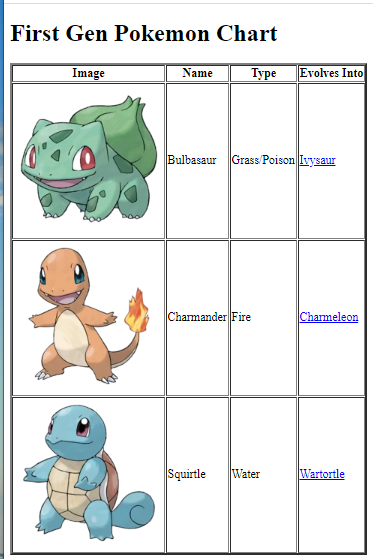 First Gen Pokemon Chart
Image Name Type Evolves Into
Bulbasaur Grass/Poison Ivysaur
Charmander Fire Charmeleon
Squirtle Water Wartortle